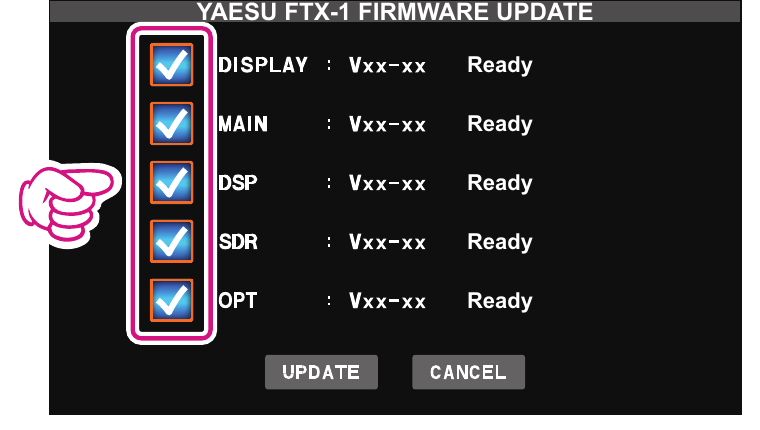 YAESU FTX-1 FIRMWARE UPDATE
DISPLAY : Vxx-xx Ready
MAIN : Vxx-xx Ready
DSP : Vxx-xx Ready
SDR : Vxx-xx Ready
OPT : Vxx-xx Ready
UPDATE CANCEL